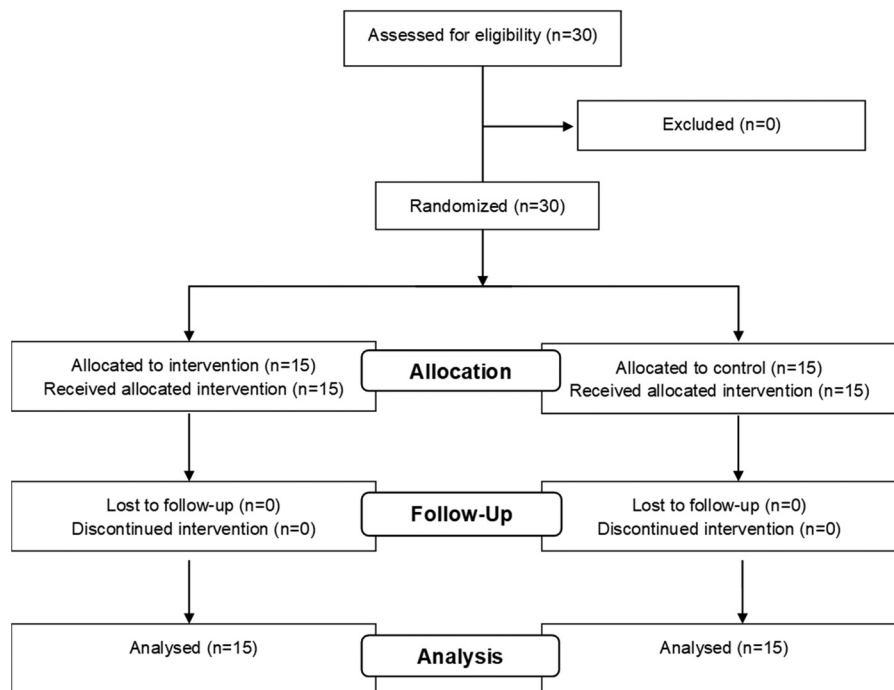 Assessed for eligibility (n=30)
Excluded (n=0)
Randomized (n=30)
Allocated to intervention (n=15)
Received allocated intervention (n=15)
Allocation
Allocated to control (n=15)
Received allocated intervention (n=15)
Lost to follow-up (n=0)
Discontinued intervention (n=0)
Follow-Up
Lost to follow-up (n=0)
Discontinued intervention (n=0)
Analysed (n=15)
Analysis
Analysed (n=15)